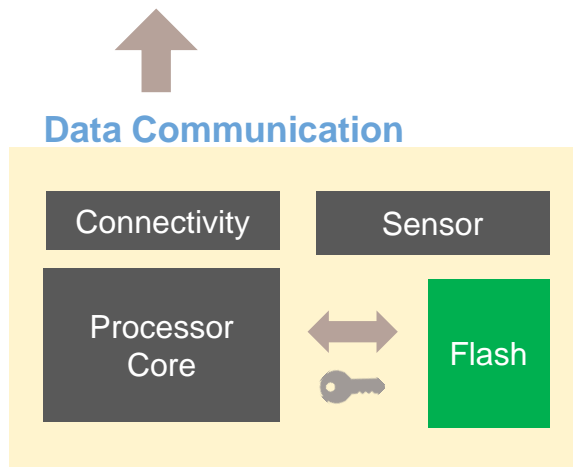 Data Communication
Connectivity
Sensor
Processor
Core
Flash